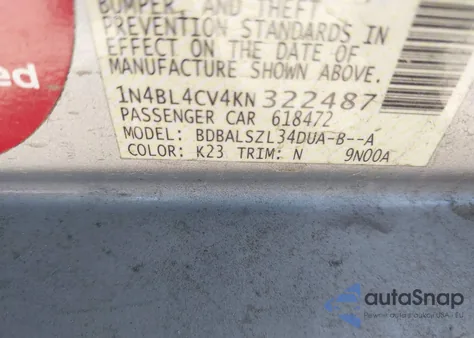 BUMPER, AND THEFT
PREVENTION STANDARDS IN
EFFECT ON THE DATE OF
MANUFACTURE SHOWN ABOVE.
ed
1N4BL4CV4KN322487
PASSENGER CAR 618472
MODEL: BDBALSZL34DUA-B--A
COLOR: K23 TRIM: N 9N00A
autoSnap